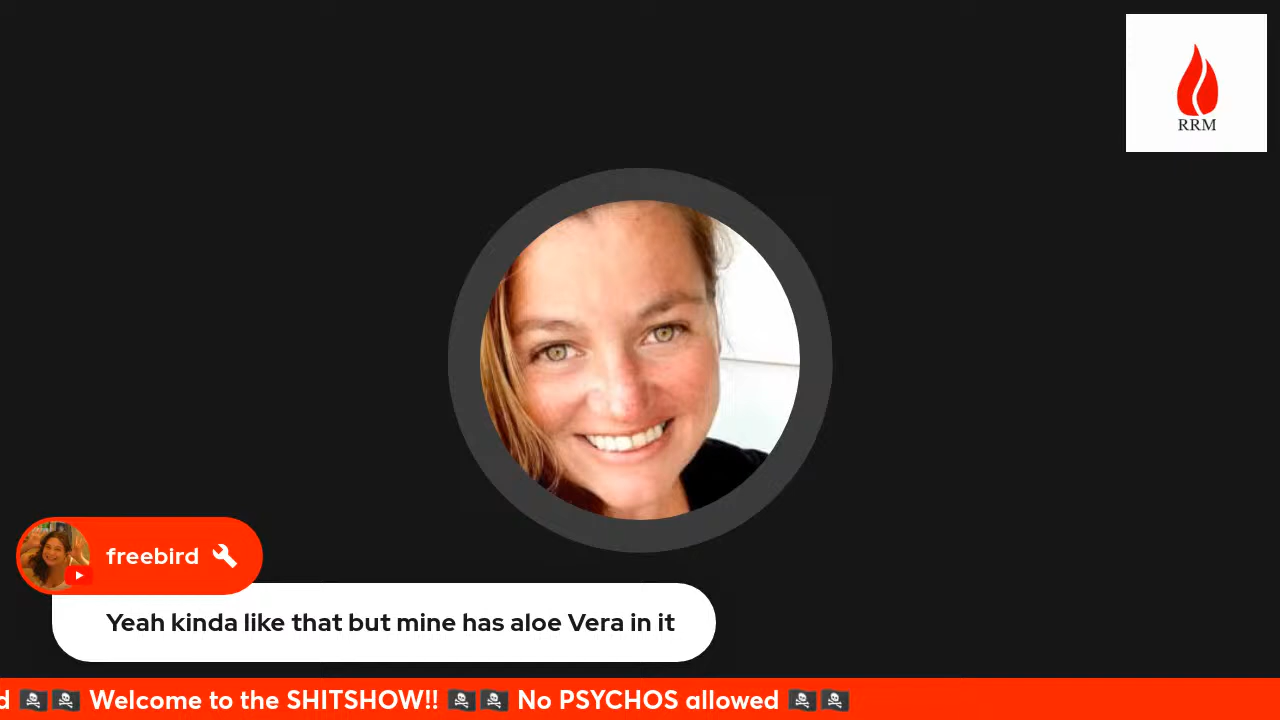 RRM
freebird
Yeah kinda like that but mine has aloe Vera in it
d 🏴‍☠️🏴‍☠️ Welcome to the SHITSHOW!! 🏴‍☠️🏴‍☠️ No PSYCHOS allowed 🏴‍☠️🏴‍☠️